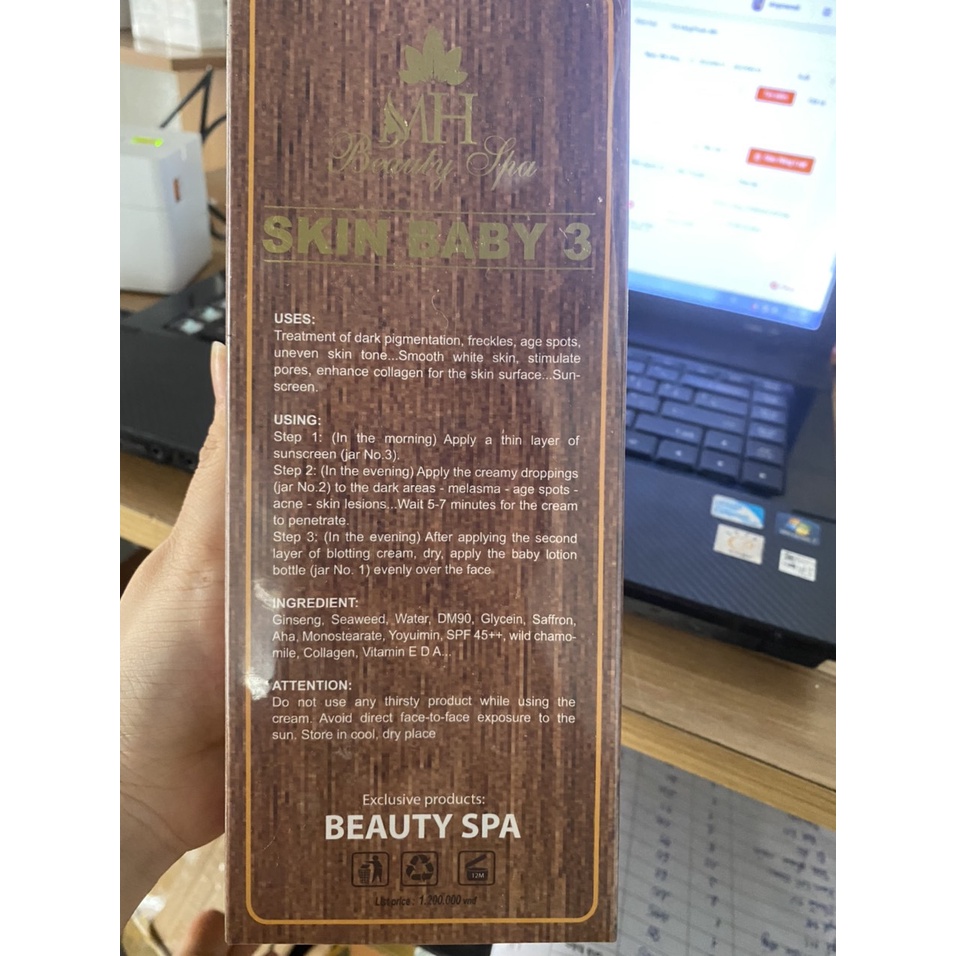 MH
Beauty Spa
SKIN BABY 3
USES:
Treatment of dark pigmentation, freckles, age spots,
uneven skin tone...Smooth white skin, stimulate
pores, enhance collagen for the skin surface...Sun-
screen.
USING:
Step 1: (In the morning) Apply a thin layer of
sunscreen (jar No.3).
Step 2: (In the evening) Apply the creamy droppings
(jar No.2) to the dark areas - melasma - age spots -
acne - skin lesions...Wait 5-7 minutes for the cream
to penetrate.
Step 3: (In the evening) After applying the second
layer of blotting cream, dry, apply the baby lotion
bottle (jar No. 1) evenly over the face.
INGREDIENT:
Ginseng, Seaweed, Water, DM90, Glycein, Saffron,
Aha, Monostearate, Yoyuimin, SPF 45++, wild chamo-
mile, Collagen, Vitamin E D A...
ATTENTION:
Do not use any thirsty product while using the
cream. Avoid direct face-to-face exposure to the
sun. Store in cool, dry place
Exclusive products:
BEAUTY SPA
12M
List price : 1.200.000 vnđ